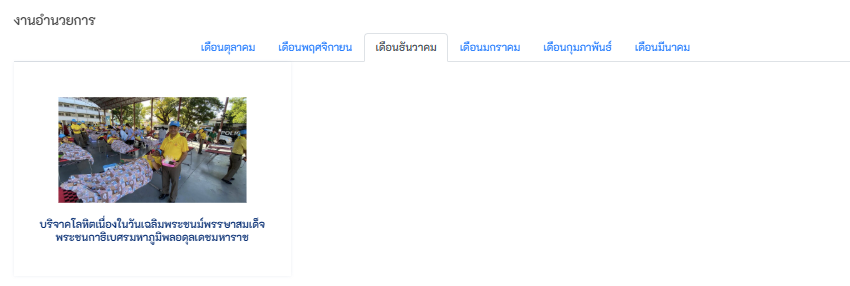 งานอำนวยการ
เดือนตุลาคม เดือนพฤศจิกายน เดือนธันวาคม เดือนมกราคม เดือนกุมภาพันธ์ เดือนมีนาคม
บริจาคโลหิตเนื่องในวันเฉลิมพระชนม์พรรษาสมเด็จ
พระชนกาธิเบศรมหาภูมิพลอดุลเดชมหาราช